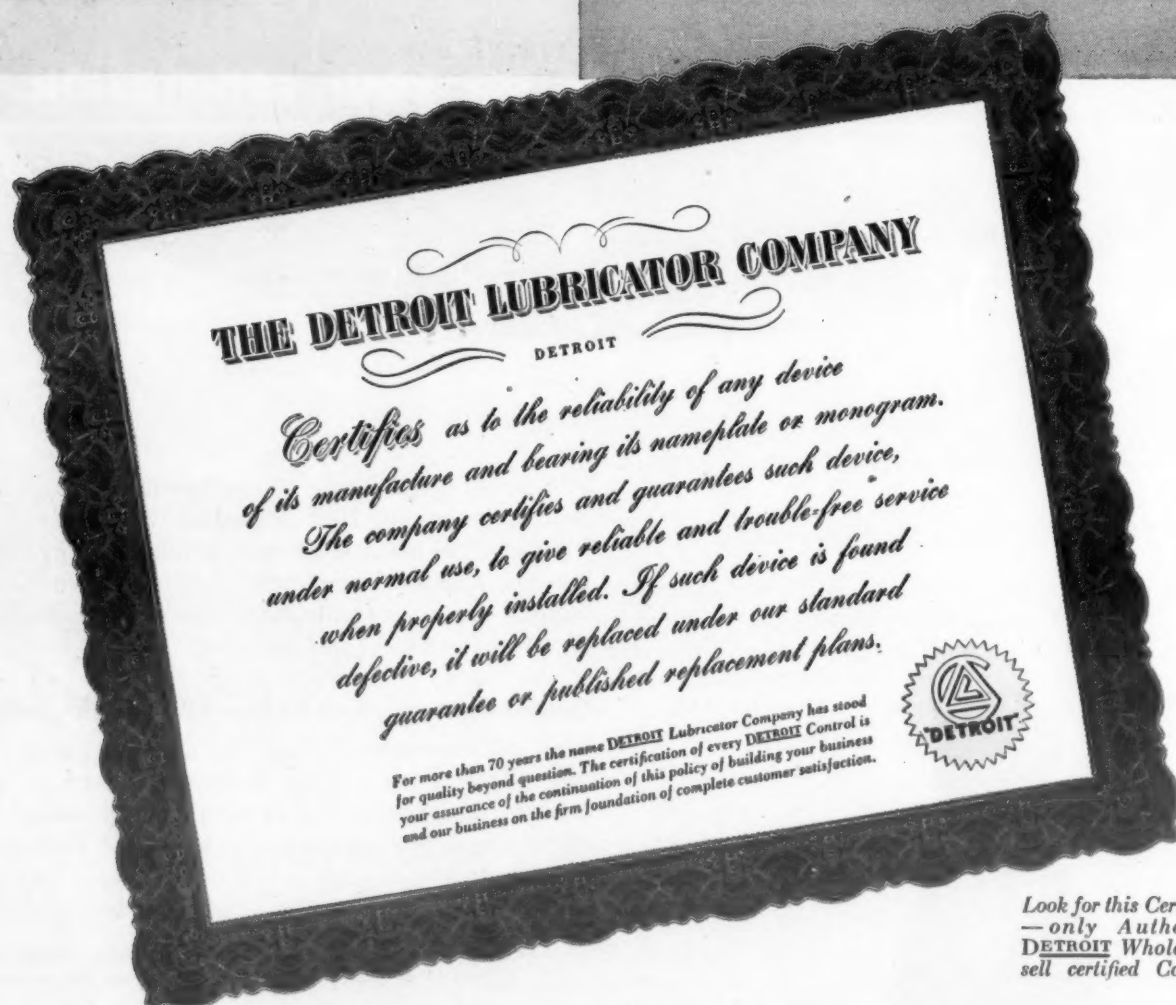 THE DETROIT LUBRICATOR COMPANY
DETROIT
Certifies as to the reliability of any device
of its manufacture and bearing its nameplate or monogram.
The company certifies and guarantees such device,
under normal use, to give reliable and trouble-free service
when properly installed. If such device is found
defective, it will be replaced under our standard
guarantee or published replacement plans.
For more than 70 years the name DETROIT Lubricator Company has stood
for quality beyond question. The certification of every DETROIT Control is
your assurance of the continuation of this policy of building your business
and our business on the firm foundation of complete customer satisfaction.
"DETROIT"
Look for this
— only
DETROIT
sell certified